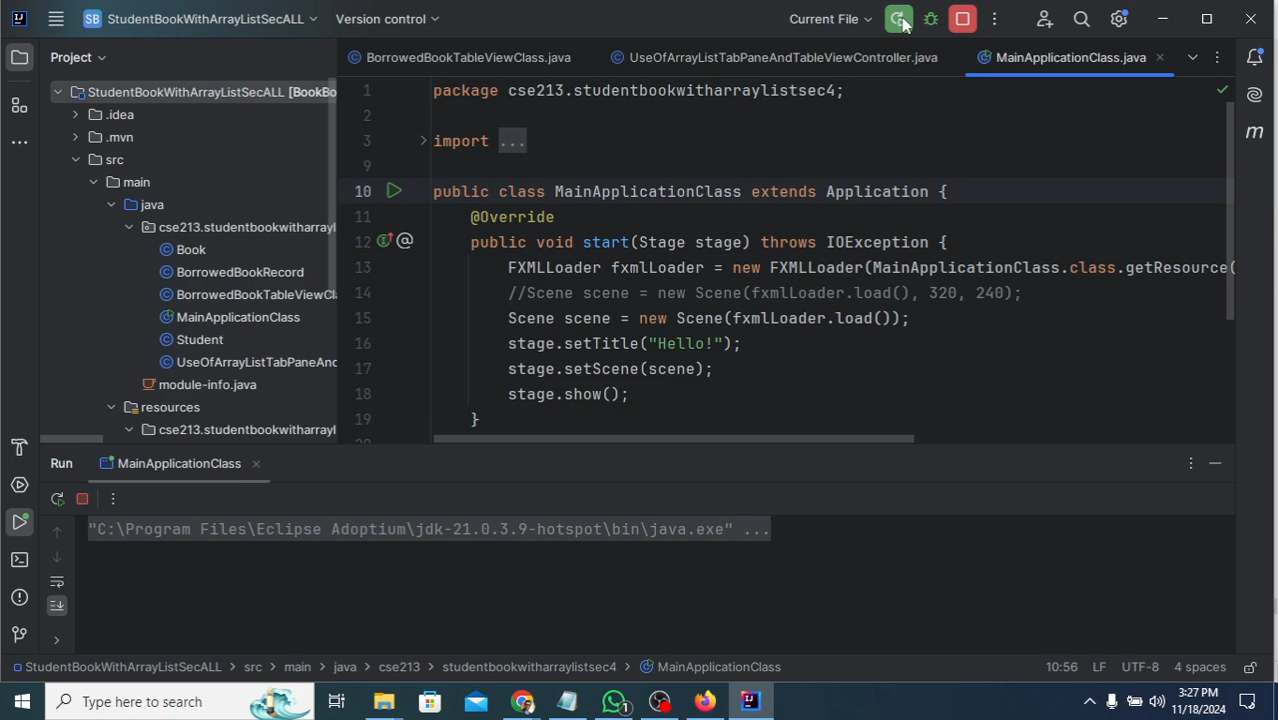 SB StudentBookWithArrayListSecALL Version control Current File
Project
BorrowedBookTableViewClass.java UseOfArrayListTabPaneAndTableViewController.java MainApplicationClass.java
StudentBookWithArrayListSecALL [BookBo
.idea
.mvn
src
main
java
cse213.studentbookwitharrayl
Book
BorrowedBookRecord
BorrowedBookTableViewCl
MainApplicationClass
Student
UseOfArrayListTabPaneAnd
module-info.java
resources
cse213.studentbookwitharrayl
1 package cse213.studentbookwitharraylistsec4;
2
3 import ...
9
10 public class MainApplicationClass extends Application {
11 @Override
12 public void start(Stage stage) throws IOException {
13 FXMLLoader fxmlLoader = new FXMLLoader(MainApplicationClass.class.getResource(
14 //Scene scene = new Scene(fxmlLoader.load(), 320, 240);
15 Scene scene = new Scene(fxmlLoader.load());
16 stage.setTitle("Hello!");
17 stage.setScene(scene);
18 stage.show();
19 }
Run MainApplicationClass
"C:\Program Files\Eclipse Adoptium\jdk-21.0.3.9-hotspot\bin\java.exe" ...
StudentBookWithArrayListSecALL > src > main > java > cse213 > studentbookwitharraylistsec4 > MainApplicationClass 10:56 LF UTF-8 4 spaces
Type here to search 1 3:27 PM
11/18/2024